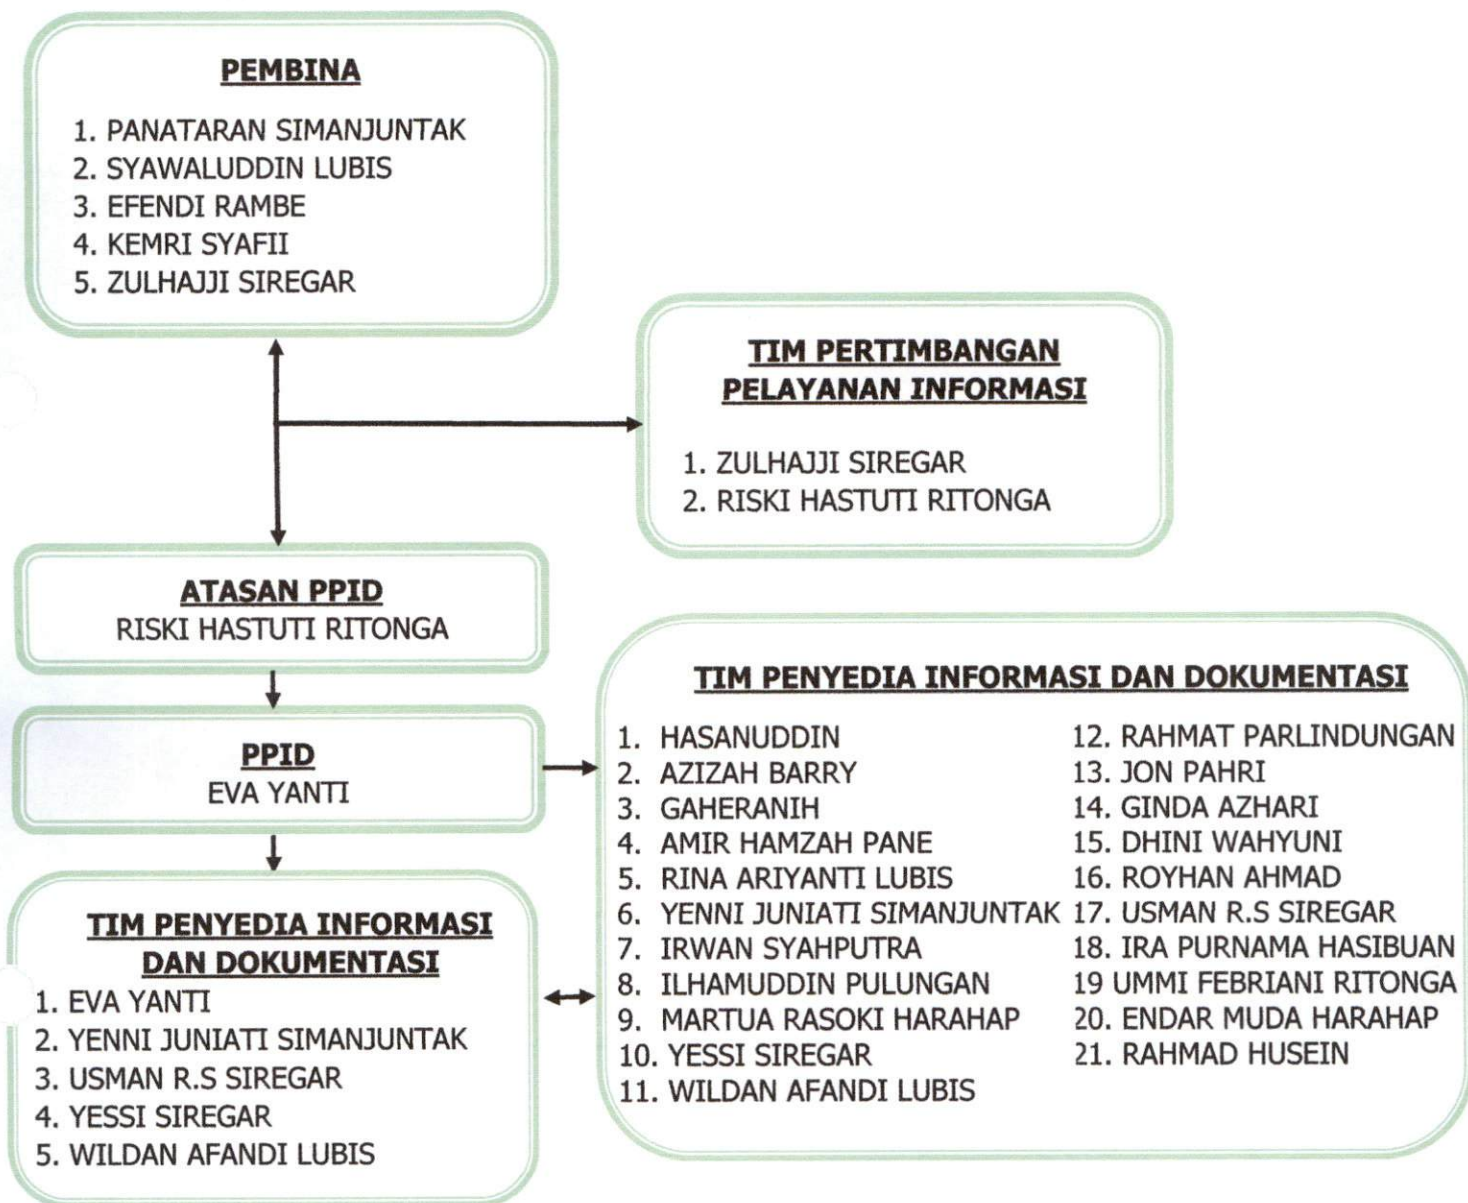 PEMBINA
1. PANATARAN SIMANJUNTAK
2. SYAWALUDDIN LUBIS
3. EFENDI RAMBE
4. KEMRI SYAFII
5. ZULHAJJI SIREGAR
TIM PERTIMBANGAN
PELAYANAN INFORMASI
1. ZULHAJJI SIREGAR
2. RISKI HASTUTI RITONGA
ATASAN PPID
RISKI HASTUTI RITONGA
PPID
EVA YANTI
TIM PENYEDIA INFORMASI DAN DOKUMENTASI
1. HASANUDDIN
2. AZIZAH BARRY
3. GAHERANIH
4. AMIR HAMZAH PANE
5. RINA ARIYANTI LUBIS
6. YENNI JUNIATI SIMANJUNTAK
7. IRWAN SYAHPUTRA
8. ILHAMUDDIN PULUNGAN
9. MARTUA RASOKI HARAHAP
10. YESSI SIREGAR
11. WILDAN AFANDI LUBIS
12. RAHMAT PARLINDUNGAN
13. JON PAHRI
14. GINDA AZHARI
15. DHINI WAHYUNI
16. ROYHAN AHMAD
17. USMAN R.S SIREGAR
18. IRA PURNAMA HASIBUAN
19 UMMI FEBRIANI RITONGA
20. ENDAR MUDA HARAHAP
21. RAHMAD HUSEIN
TIM PENYEDIA INFORMASI
DAN DOKUMENTASI
1. EVA YANTI
2. YENNI JUNIATI SIMANJUNTAK
3. USMAN R.S SIREGAR
4. YESSI SIREGAR
5. WILDAN AFANDI LUBIS